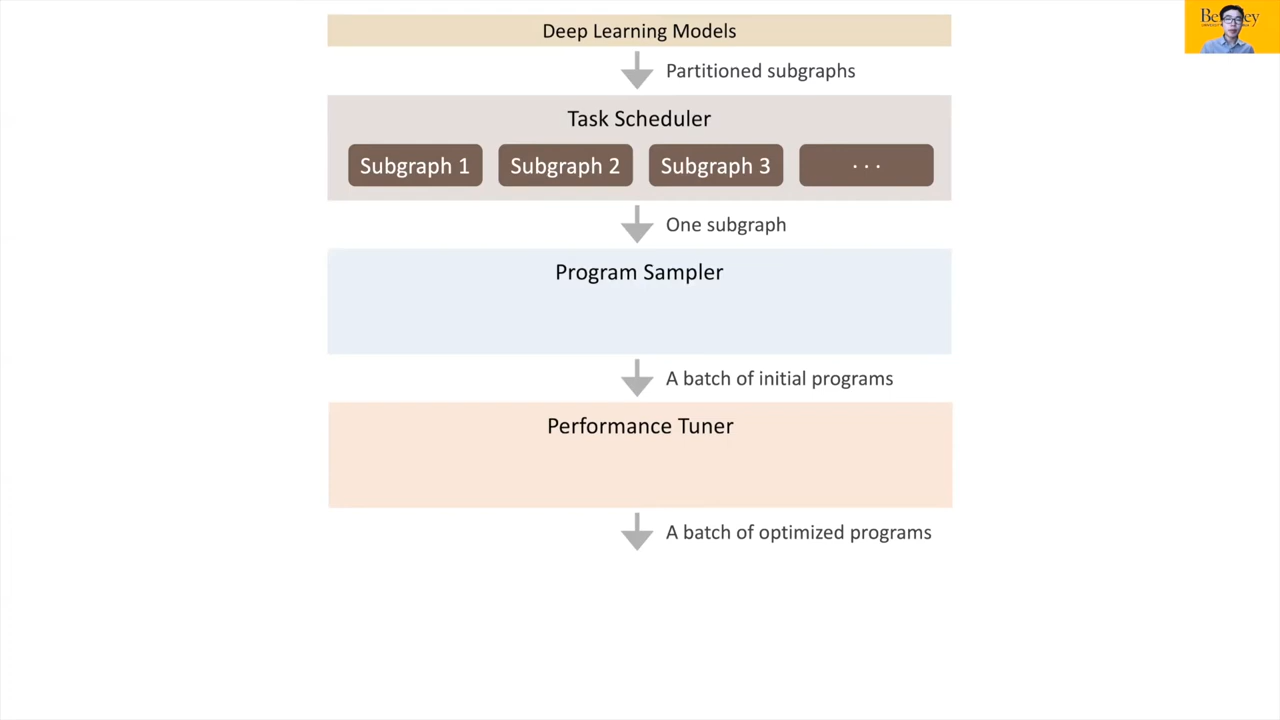 Deep Learning Models
Partitioned subgraphs
Task Scheduler
Subgraph 1
Subgraph 2
Subgraph 3
· · ·
One subgraph
Program Sampler
A batch of initial programs
Performance Tuner
A batch of optimized programs